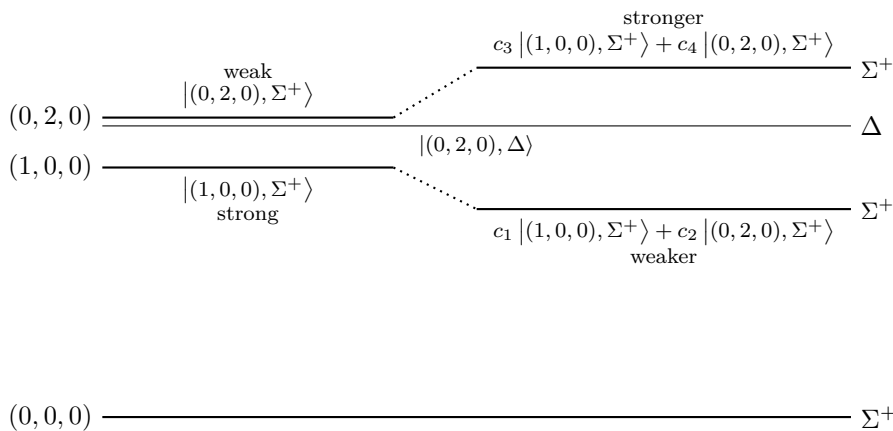 stronger
c₃ |(1, 0, 0), Σ⁺⟩ + c₄ |(0, 2, 0), Σ⁺⟩
weak
Σ⁺
|(0, 2, 0), Σ⁺⟩
(0, 2, 0)
Δ
|(0, 2, 0), Δ⟩
(1, 0, 0)
|(1, 0, 0), Σ⁺⟩
strong
Σ⁺
c₁ |(1, 0, 0), Σ⁺⟩ + c₂ |(0, 2, 0), Σ⁺⟩
weaker
(0, 0, 0)
Σ⁺